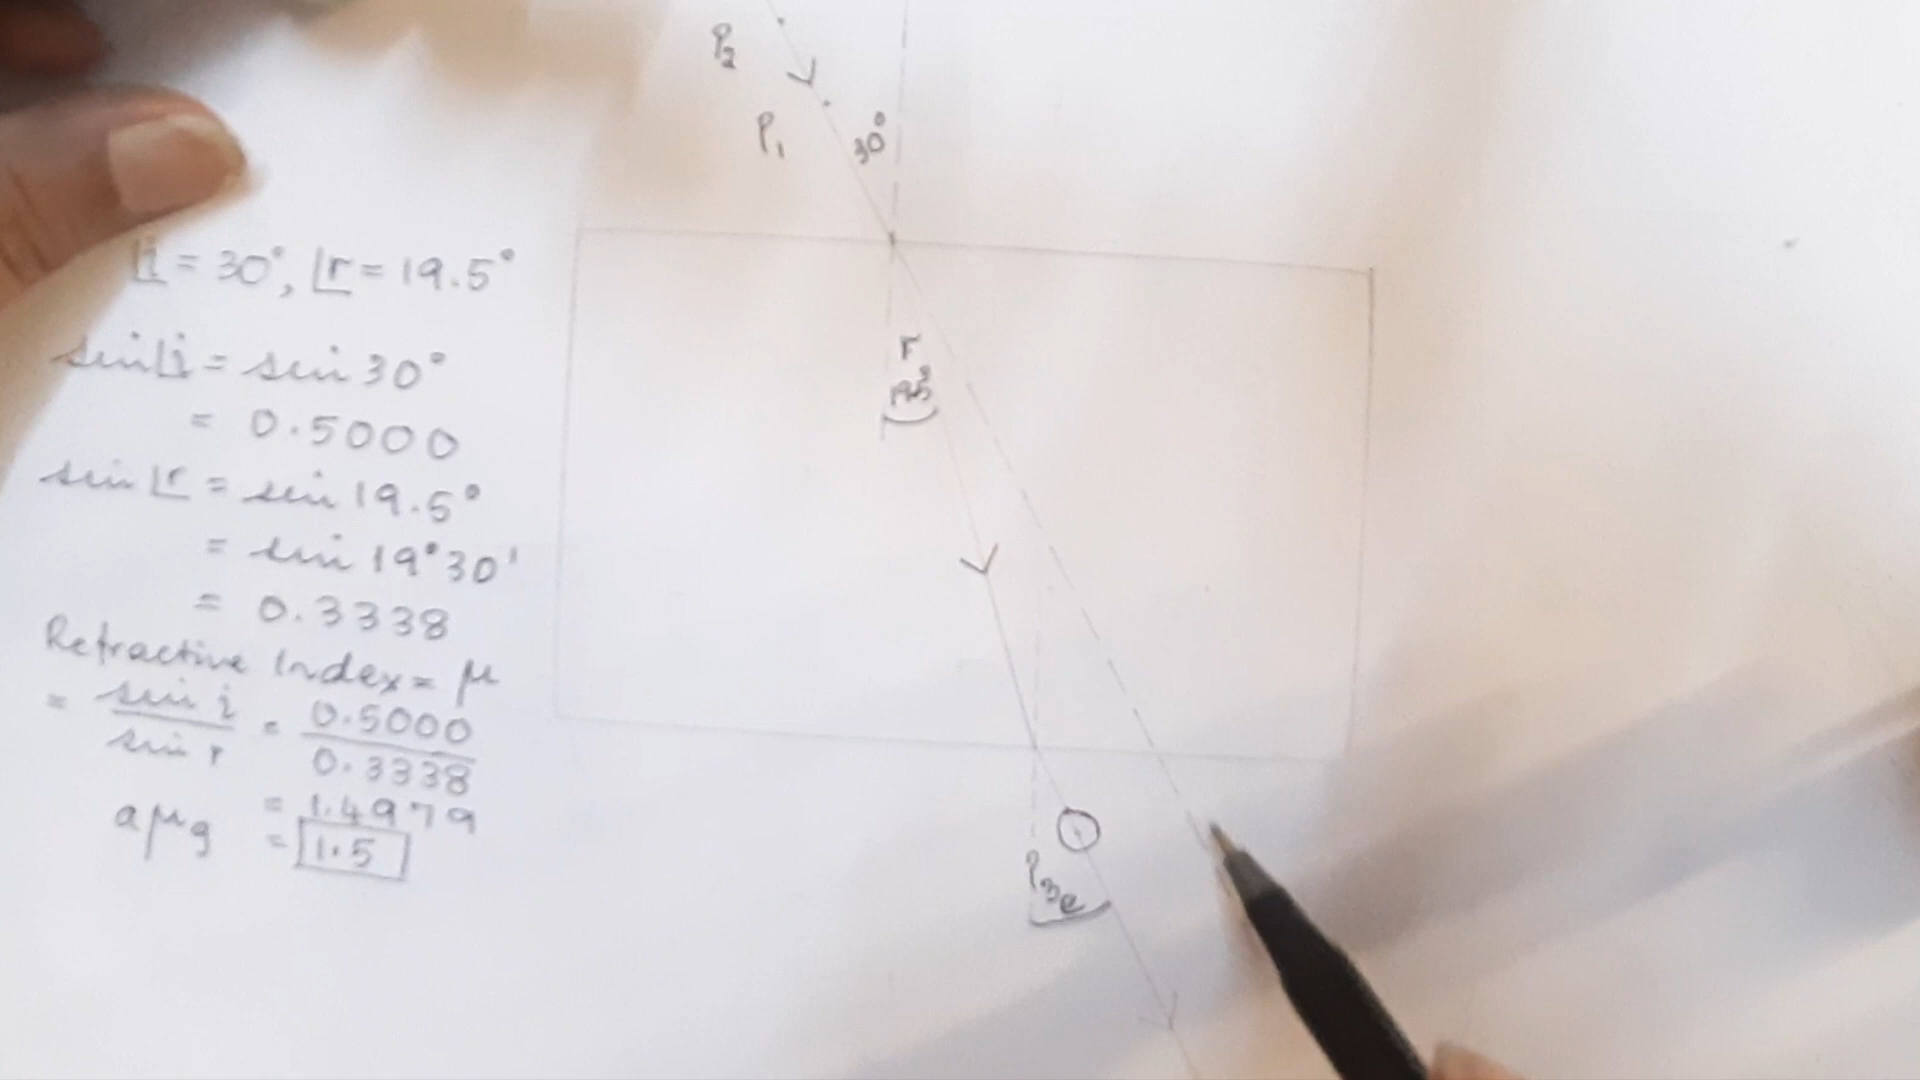 P2
P1
30°
∠i = 30°, ∠r = 19.5°
sin∠i = sin 30°
= 0.5000
sin ∠r = sin 19.5°
= sin 19°30'
= 0.3338
Refractive Index = μ
= sin i / sin r = 0.5000 / 0.3338
= 1.4979
aμg = 1.5
r
19.5°
P3
e